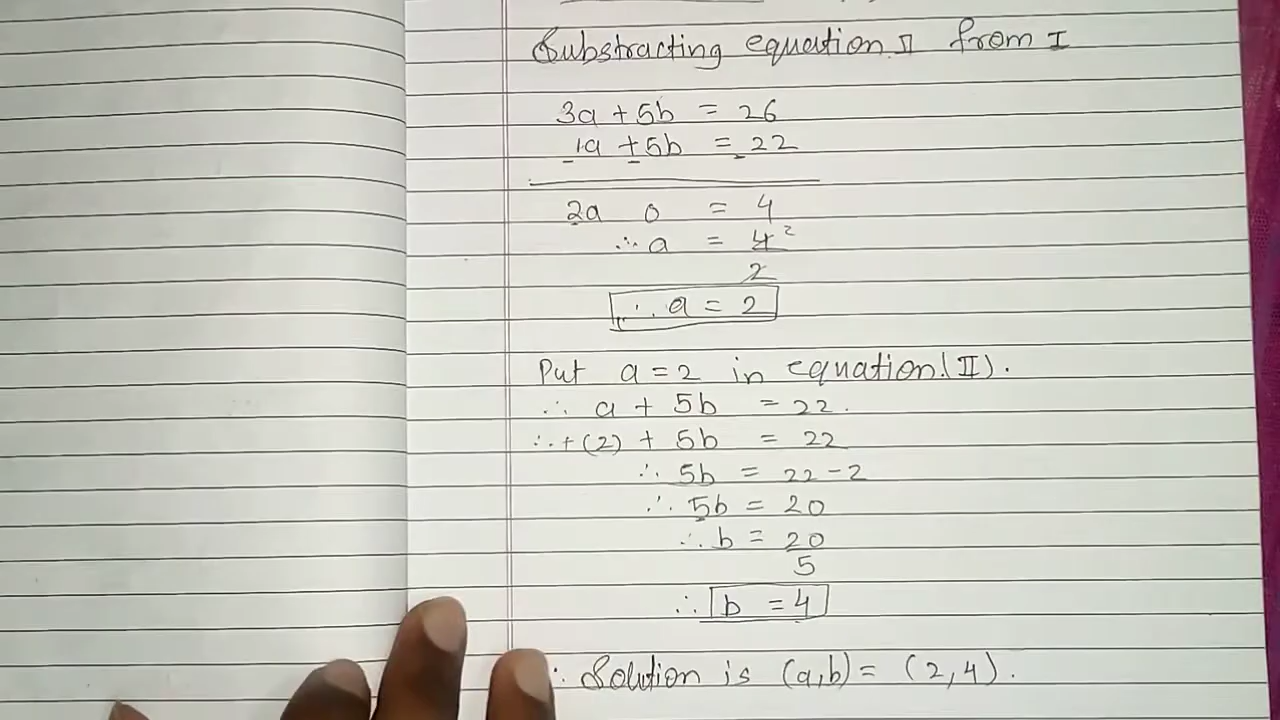 Substracting equation II from I
3a + 5b = 26
1a + 5b = 22
- - -
2a 0 = 4
∴ a = 4 2
2
∴ a = 2
Put a = 2 in equation (II).
∴ a + 5b = 22.
∴ + (2) + 5b = 22
∴ 5b = 22 - 2
∴ 5b = 20
∴ b = 20
5
∴ b = 4
∴ Solution is (a,b) = (2,4).